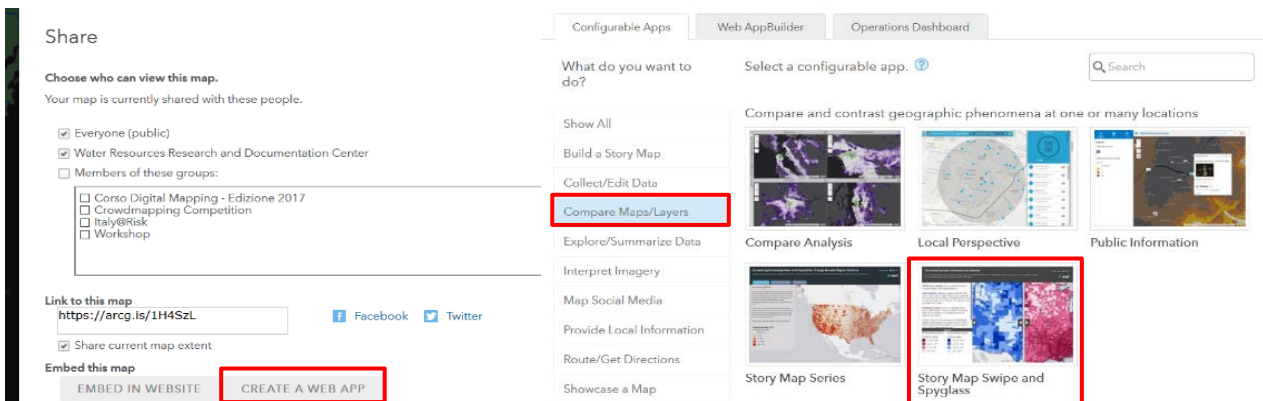 Share
Choose who can view this map.
Your map is currently shared with these people.
Everyone (public)
Water Resources Research and Documentation Center
Members of these groups:
Corso Digital Mapping - Edizione 2017
Crowdmapping Competition
Italy@Risk
Workshop
Link to this map
https://arcg.is/1H4SzL
Facebook Twitter
Share current map extent
Embed this map
EMBED IN WEBSITE CREATE A WEB APP
Configurable Apps Web AppBuilder Operations Dashboard
What do you want to
do?
Show All
Build a Story Map
Collect/Edit Data
Compare Maps/Layers
Explore/Summarize Data
Interpret Imagery
Map Social Media
Provide Local Information
Route/Get Directions
Showcase a Map
Select a configurable app. ?
Search
Compare and contrast geographic phenomena at one or many locations
Compare Analysis
Local Perspective
Public Information
Story Map Series
Story Map Swipe and
Spyglass